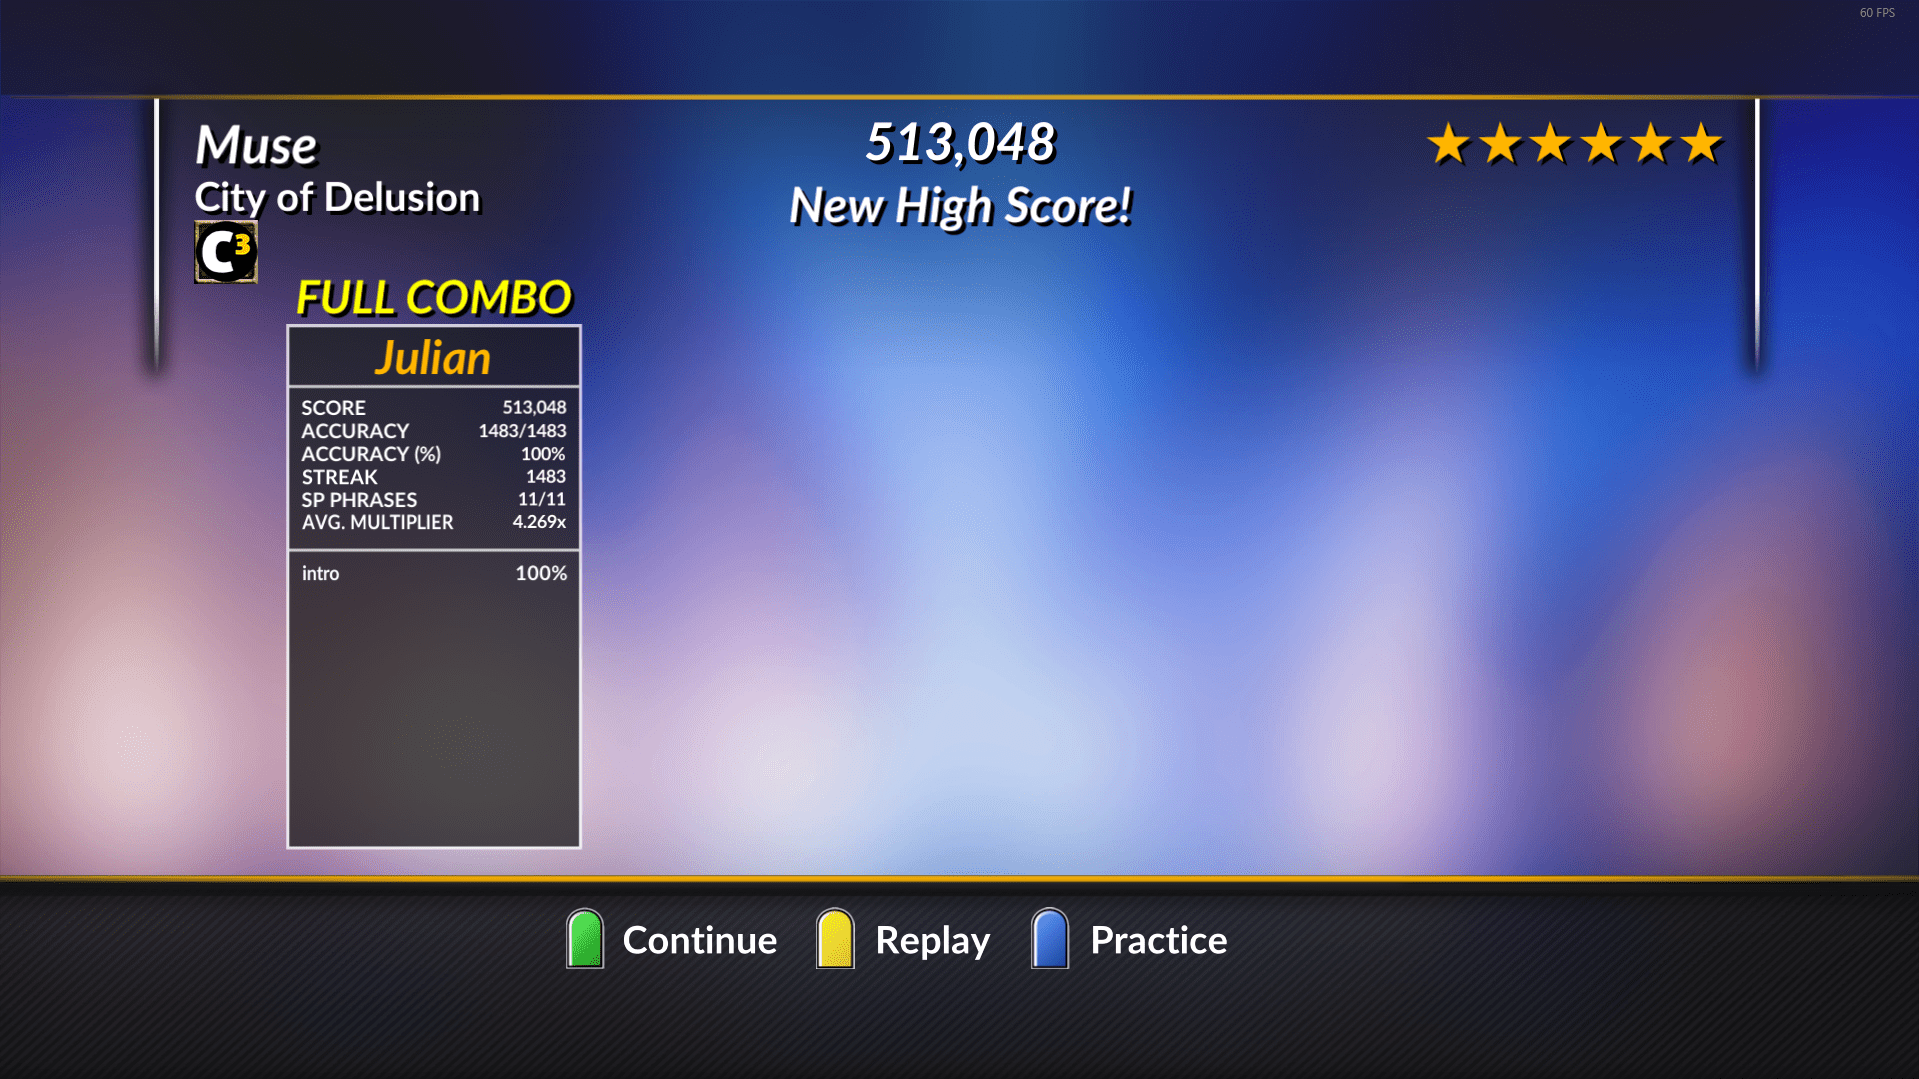 60 FPS
Muse
City of Delusion
C3
513,048
New High Score!
FULL COMBO
Julian
SCORE 513,048
ACCURACY 1483/1483
ACCURACY (%) 100%
STREAK 1483
SP PHRASES 11/11
AVG. MULTIPLIER 4.269x
intro 100%
Continue Replay Practice